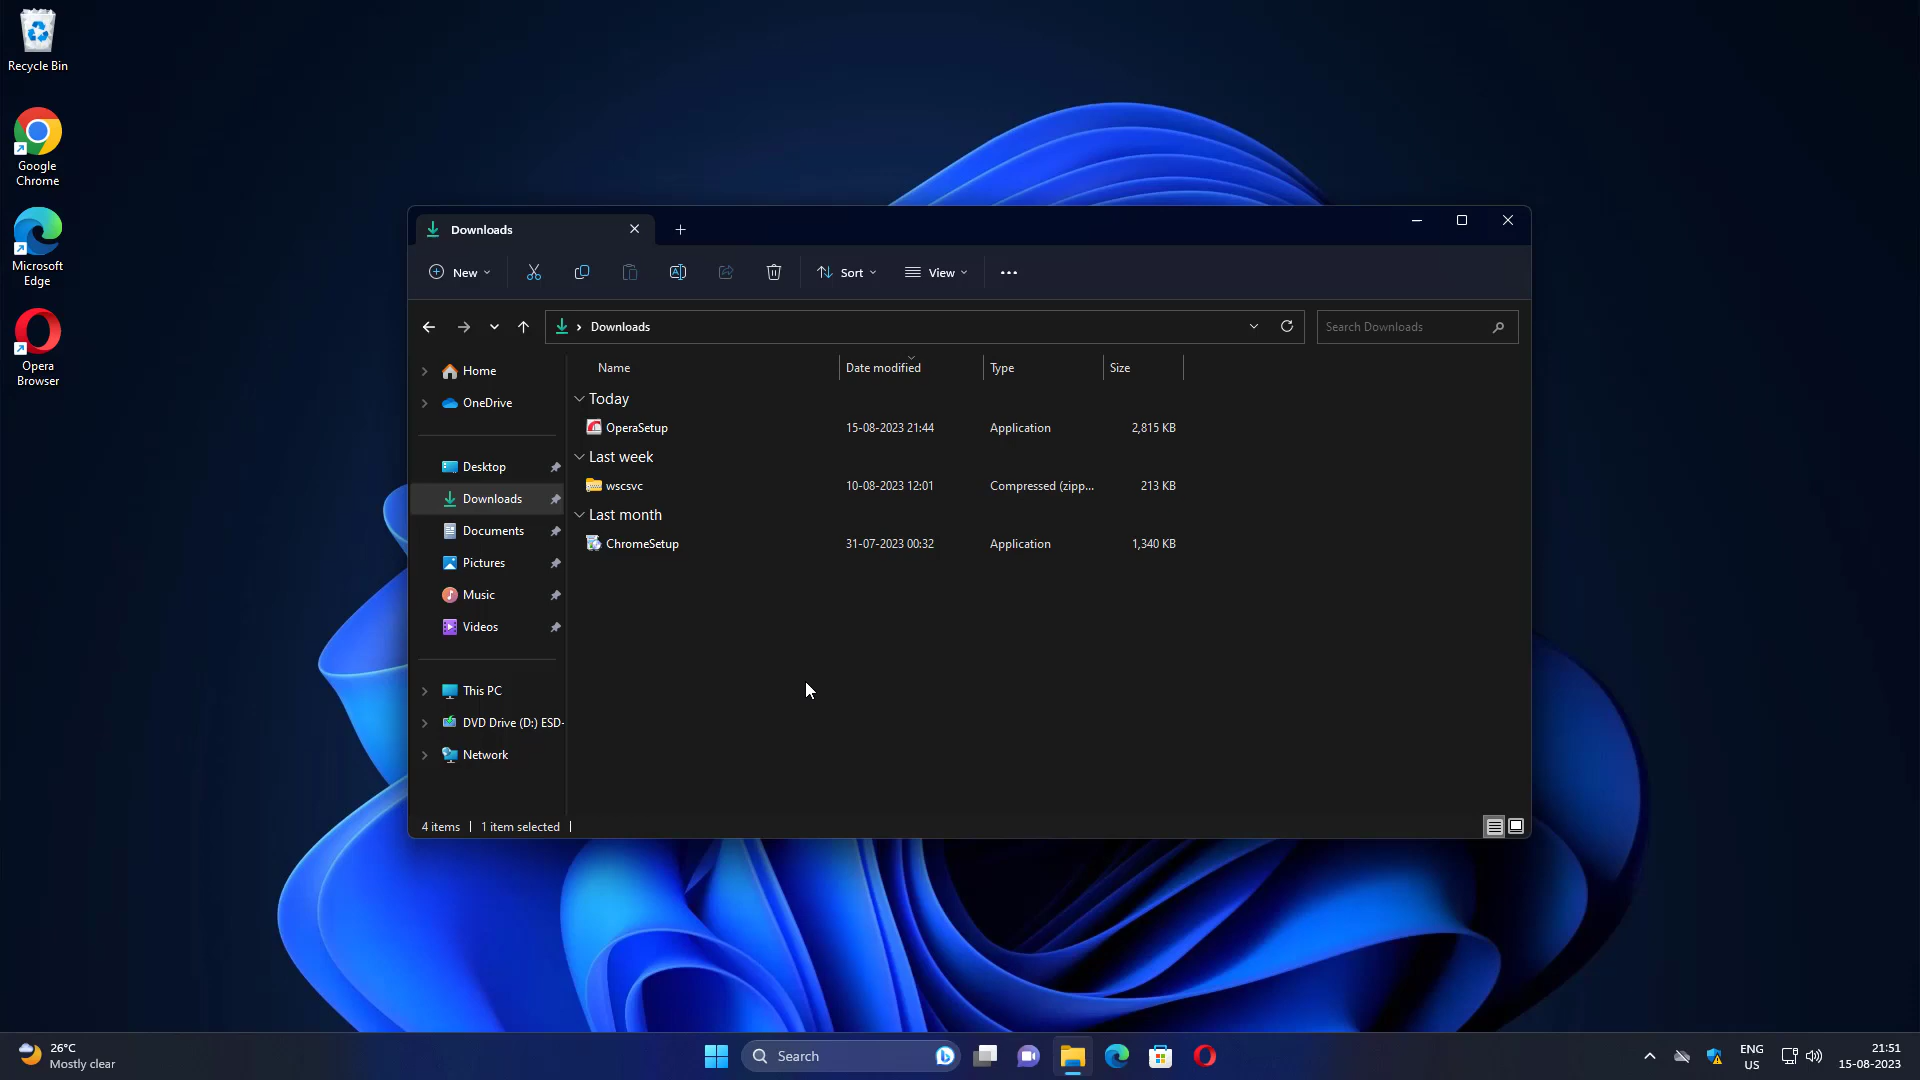 Recycle Bin
Google
Chrome
Microsoft
Edge
Opera
Browser
Downloads
New
Sort
View
Downloads
Search Downloads
Home
OneDrive
Desktop
Downloads
Documents
Pictures
Music
Videos
This PC
DVD Drive (D:) ESD-
Network
Name Date modified Type Size
Today
OperaSetup 15-08-2023 21:44 Application 2,815 KB
Last week
wscsvc 10-08-2023 12:01 Compressed (zipp... 213 KB
Last month
ChromeSetup 31-07-2023 00:32 Application 1,340 KB
4 items 1 item selected
26°C
Mostly clear
Search
ENG
US
21:51
15-08-2023